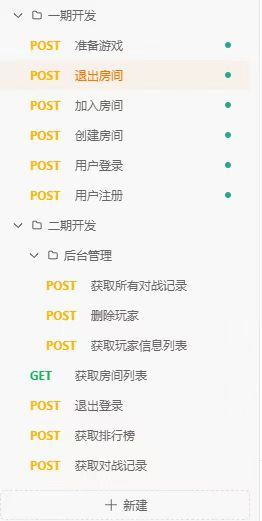 一期开发
POST 准备游戏
POST 退出房间
POST 加入房间
POST 创建房间
POST 用户登录
POST 用户注册
二期开发
后台管理
POST 获取所有对战记录
POST 删除玩家
POST 获取玩家信息列表
GET 获取房间列表
POST 退出登录
POST 获取排行榜
POST 获取对战记录
新建